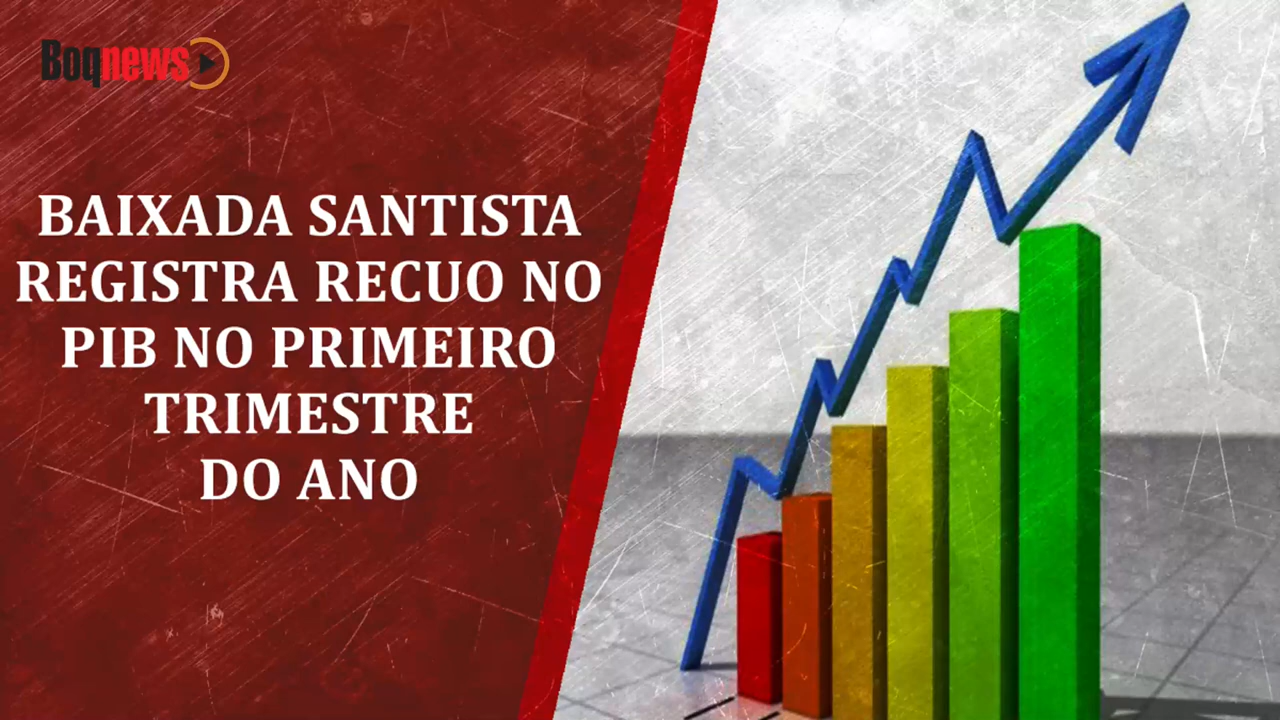 Boqnews
BAIXADA SANTISTA
REGISTRA RECUO NO
PIB NO PRIMEIRO
TRIMESTRE
DO ANO